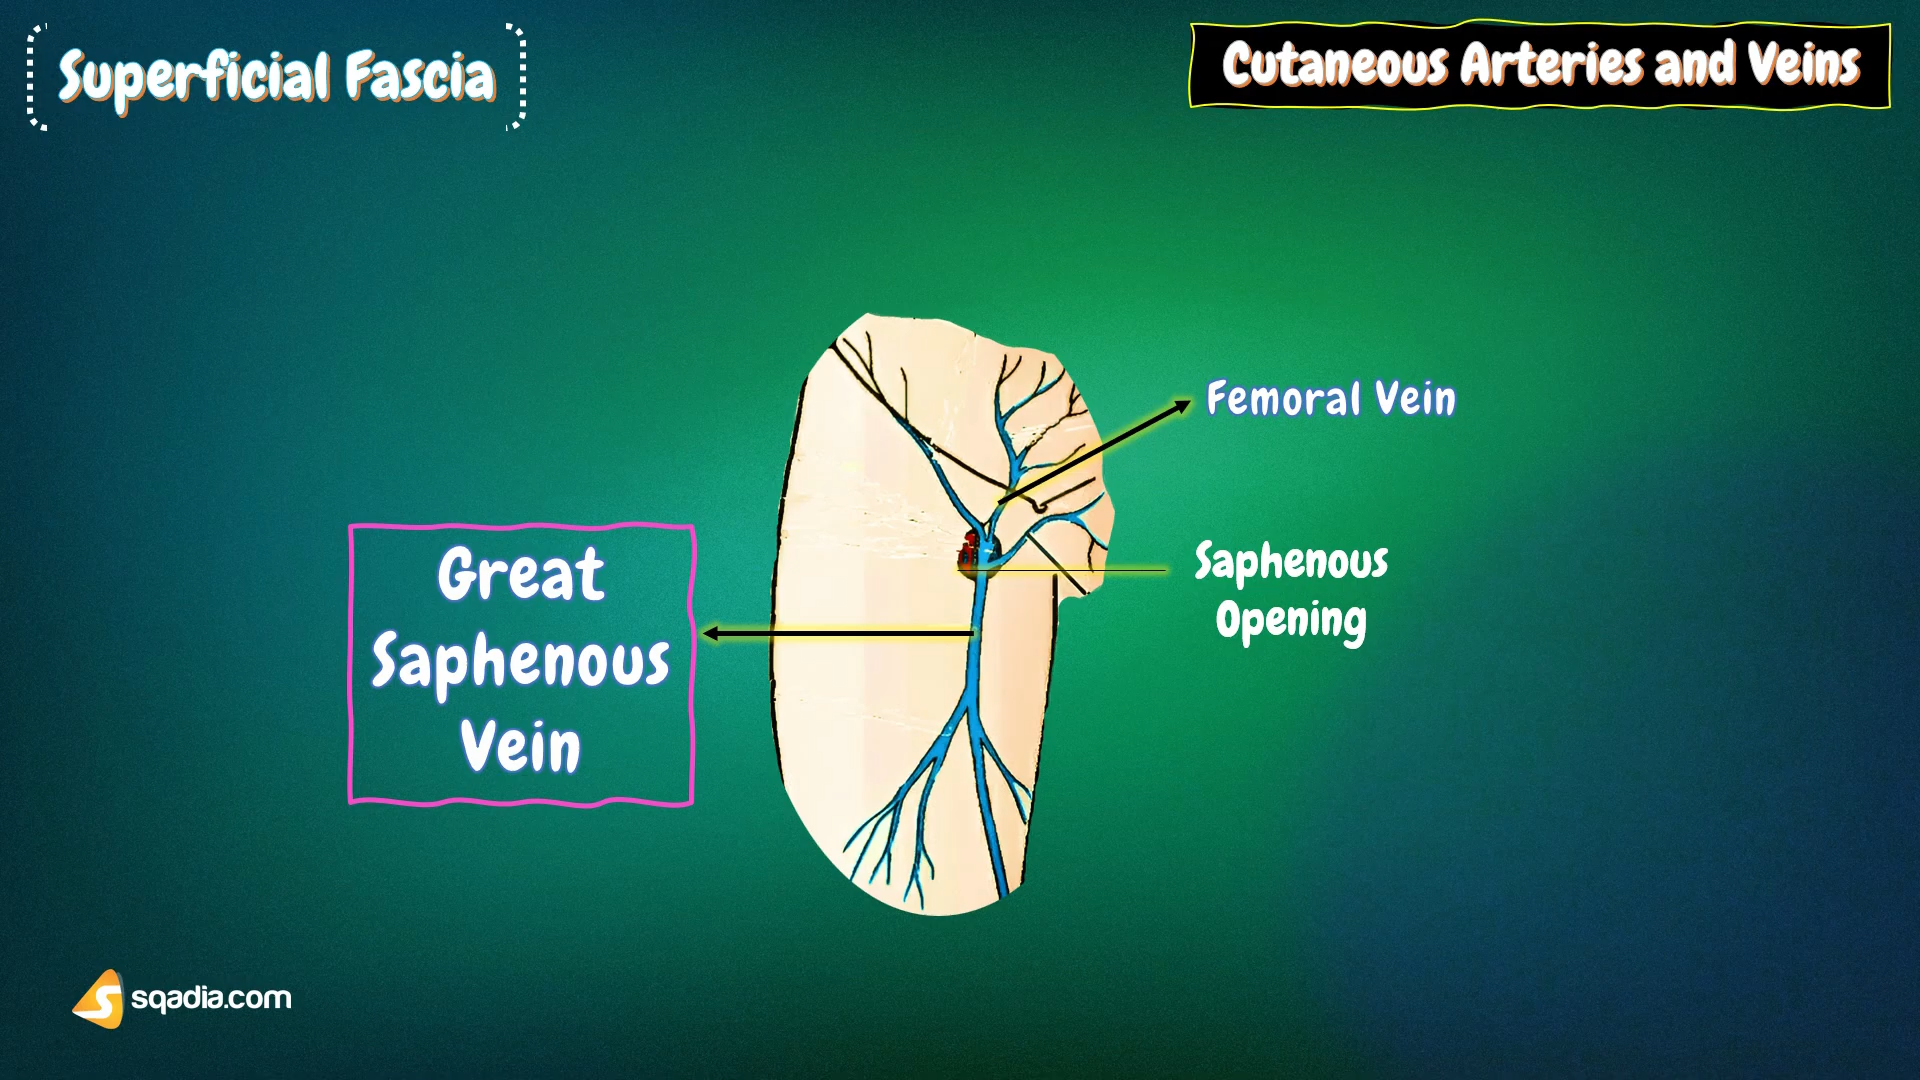 Superficial Fascia
Cutaneous Arteries and Veins
Femoral Vein
Great
Saphenous
Vein
Saphenous
Opening
sqadia.com